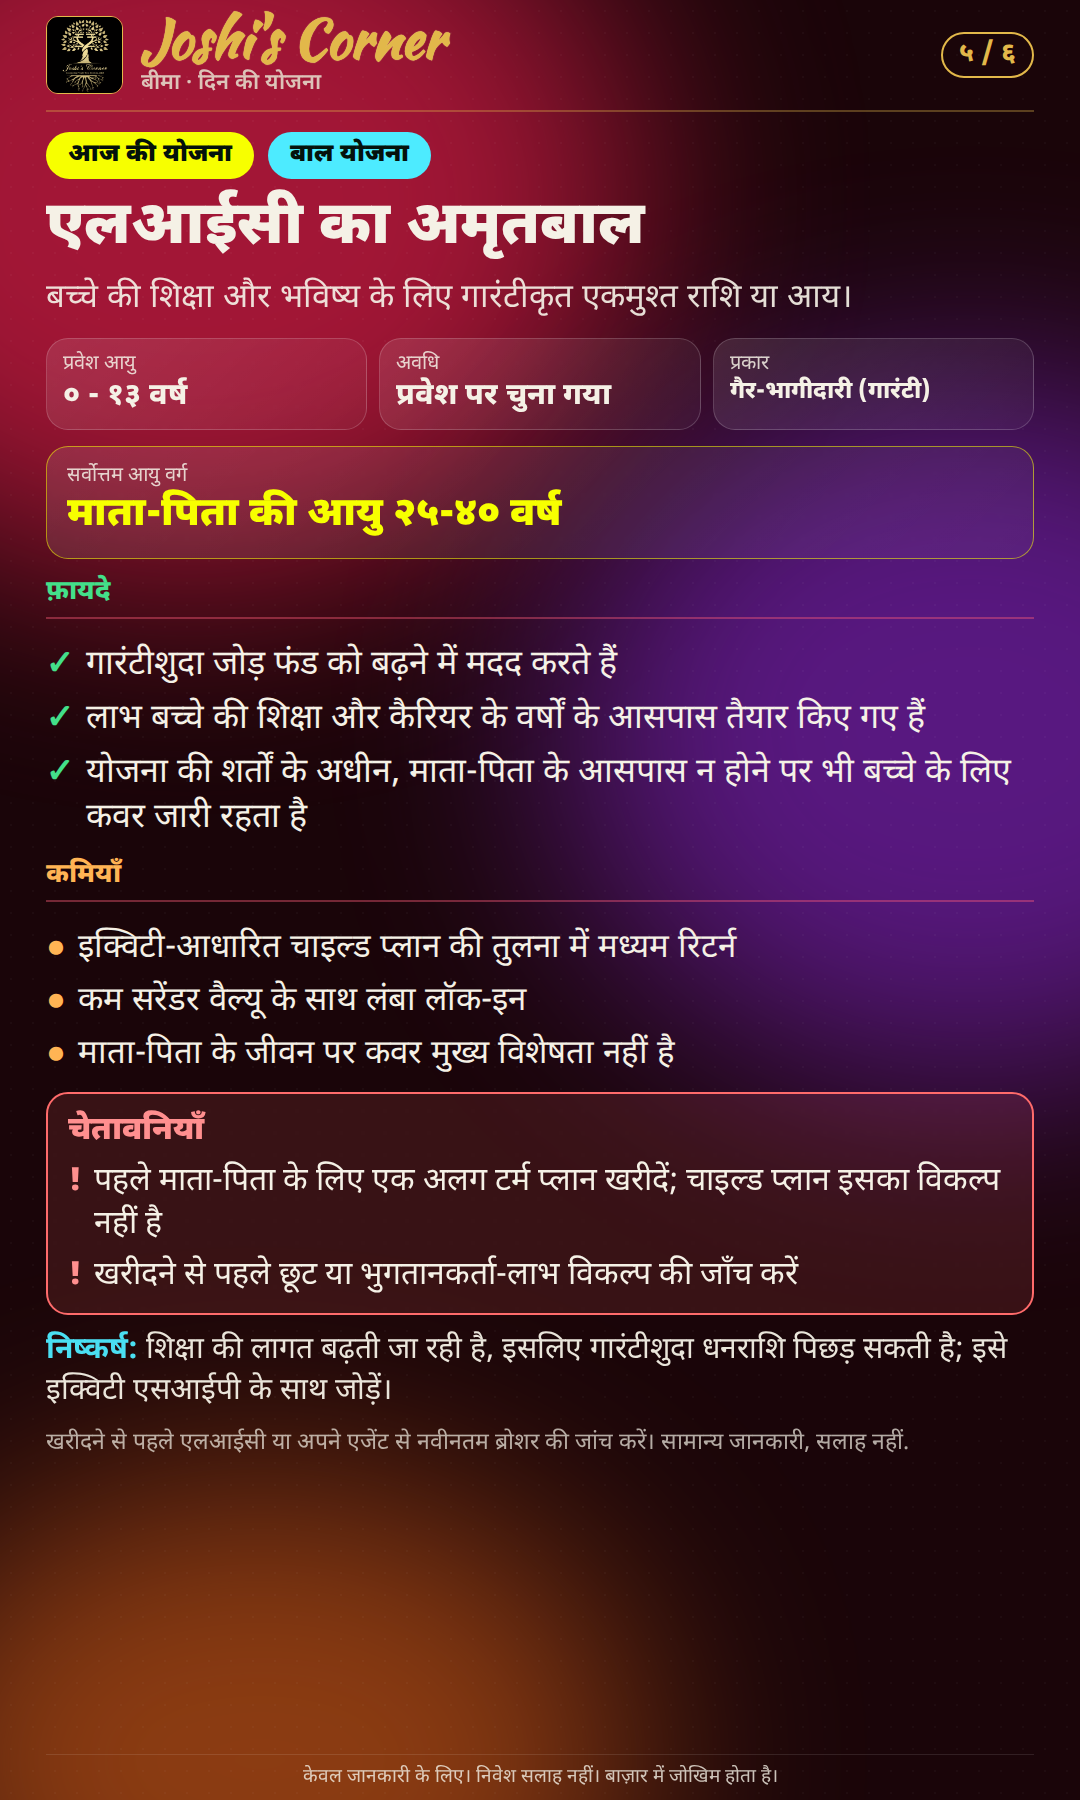 Joshi's Corner
बीमा · दिन की योजना
५ / ६
आज की योजना
बाल योजना
एलआईसी का अमृतबाल
बच्चे की शिक्षा और भविष्य के लिए गारंटीकृत एकमुश्त राशि या आय।
प्रवेश आयु
० - १३ वर्ष
अवधि
प्रवेश पर चुना गया
प्रकार
गैर-भागीदारी (गारंटी)
सर्वोत्तम आयु वर्ग
माता-पिता की आयु २५-४० वर्ष
फ़ायदे
✓ गारंटीशुदा जोड़ फंड को बढ़ने में मदद करते हैं
✓ लाभ बच्चे की शिक्षा और कैरियर के वर्षों के आसपास तैयार किए गए हैं
✓ योजना की शर्तों के अधीन, माता-पिता के आसपास न होने पर भी बच्चे के लिए
कवर जारी रहता है
कमियाँ
● इक्विटी-आधारित चाइल्ड प्लान की तुलना में मध्यम रिटर्न
● कम सरेंडर वैल्यू के साथ लंबा लॉक-इन
● माता-पिता के जीवन पर कवर मुख्य विशेषता नहीं है
चेतावनियाँ
! पहले माता-पिता के लिए एक अलग टर्म प्लान खरीदें; चाइल्ड प्लान इसका विकल्प
नहीं है
! खरीदने से पहले छूट या भुगतानकर्ता-लाभ विकल्प की जाँच करें
निष्कर्ष: शिक्षा की लागत बढ़ती जा रही है, इसलिए गारंटीशुदा धनराशि पिछड़ सकती है; इसे
इक्विटी एसआईपी के साथ जोड़ें।
खरीदने से पहले एलआईसी या अपने एजेंट से नवीनतम ब्रोशर की जांच करें। सामान्य जानकारी, सलाह नहीं.
केवल जानकारी के लिए। निवेश सलाह नहीं। बाज़ार में जोखिम होता है।